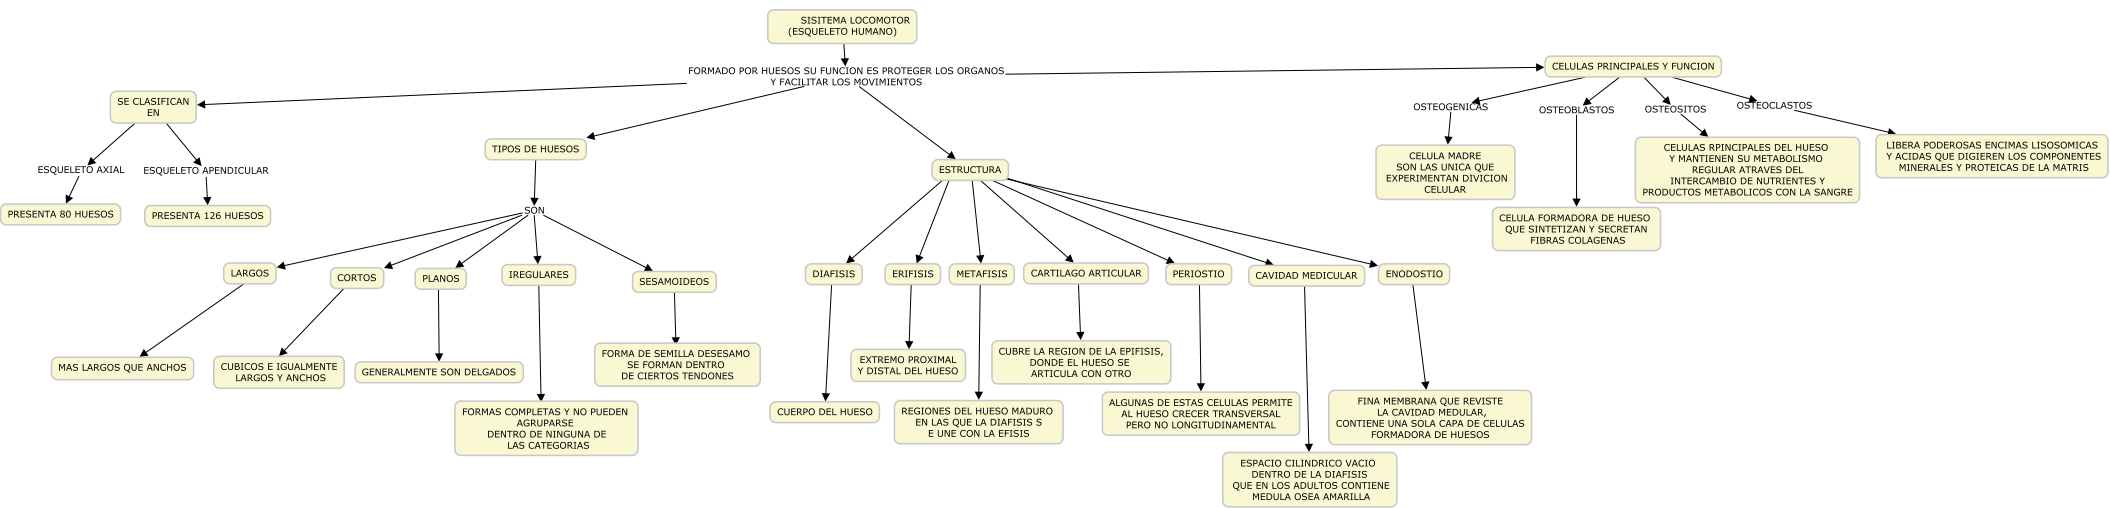 SISITEMA LOCOMOTOR
(ESQUELETO HUMANO)
FORMADO POR HUESOS SU FUNCION ES PROTEGER LOS ORGANOS
Y FACILITAR LOS MOVIMIENTOS
SE CLASIFICAN
EN
ESQUELETO AXIAL
ESQUELETO APENDICULAR
PRESENTA 80 HUESOS
PRESENTA 126 HUESOS
TIPOS DE HUESOS
SON
LARGOS
CORTOS
PLANOS
IREGULARES
SESAMOIDEOS
MAS LARGOS QUE ANCHOS
CUBICOS E IGUALMENTE
LARGOS Y ANCHOS
GENERALMENTE SON DELGADOS
FORMAS COMPLETAS Y NO PUEDEN
AGRUPARSE
DENTRO DE NINGUNA DE
LAS CATEGORIAS
FORMA DE SEMILLA DESESAMO
SE FORMAN DENTRO
DE CIERTOS TENDONES
ESTRUCTURA
DIAFISIS
ERIFISIS
METAFISIS
CARTILAGO ARTICULAR
PERIOSTIO
CAVIDAD MEDICULAR
ENODOSTIO
CUERPO DEL HUESO
EXTREMO PROXIMAL
Y DISTAL DEL HUESO
REGIONES DEL HUESO MADURO
EN LAS QUE LA DIAFISIS S
E UNE CON LA EFISIS
CUBRE LA REGION DE LA EPIFISIS,
DONDE EL HUESO SE
ARTICULA CON OTRO
ALGUNAS DE ESTAS CELULAS PERMITE
AL HUESO CRECER TRANSVERSAL
PERO NO LONGITUDINAMENTAL
ESPACIO CILINDRICO VACIO
DENTRO DE LA DIAFISIS
QUE EN LOS ADULTOS CONTIENE
MEDULA OSEA AMARILLA
FINA MEMBRANA QUE REVISTE
LA CAVIDAD MEDULAR,
CONTIENE UNA SOLA CAPA DE CELULAS
FORMADORA DE HUESOS
CELULAS PRINCIPALES Y FUNCION
OSTEOGENICAS
OSTEOBLASTOS
OSTEOSITOS
OSTEOCLASTOS
CELULA MADRE
SON LAS UNICA QUE
EXPERIMENTAN DIVICION
CELULAR
CELULA FORMADORA DE HUESO
QUE SINTETIZAN Y SECRETAN
FIBRAS COLAGENAS
CELULAS RPINCIPALES DEL HUESO
Y MANTIENEN SU METABOLISMO
REGULAR ATRAVES DEL
INTERCAMBIO DE NUTRIENTES Y
PRODUCTOS METABOLICOS CON LA SANGRE
LIBERA PODEROSAS ENCIMAS LISOSOMICAS
Y ACIDAS QUE DIGIEREN LOS COMPONENTES
MINERALES Y PROTEICAS DE LA MATRIS